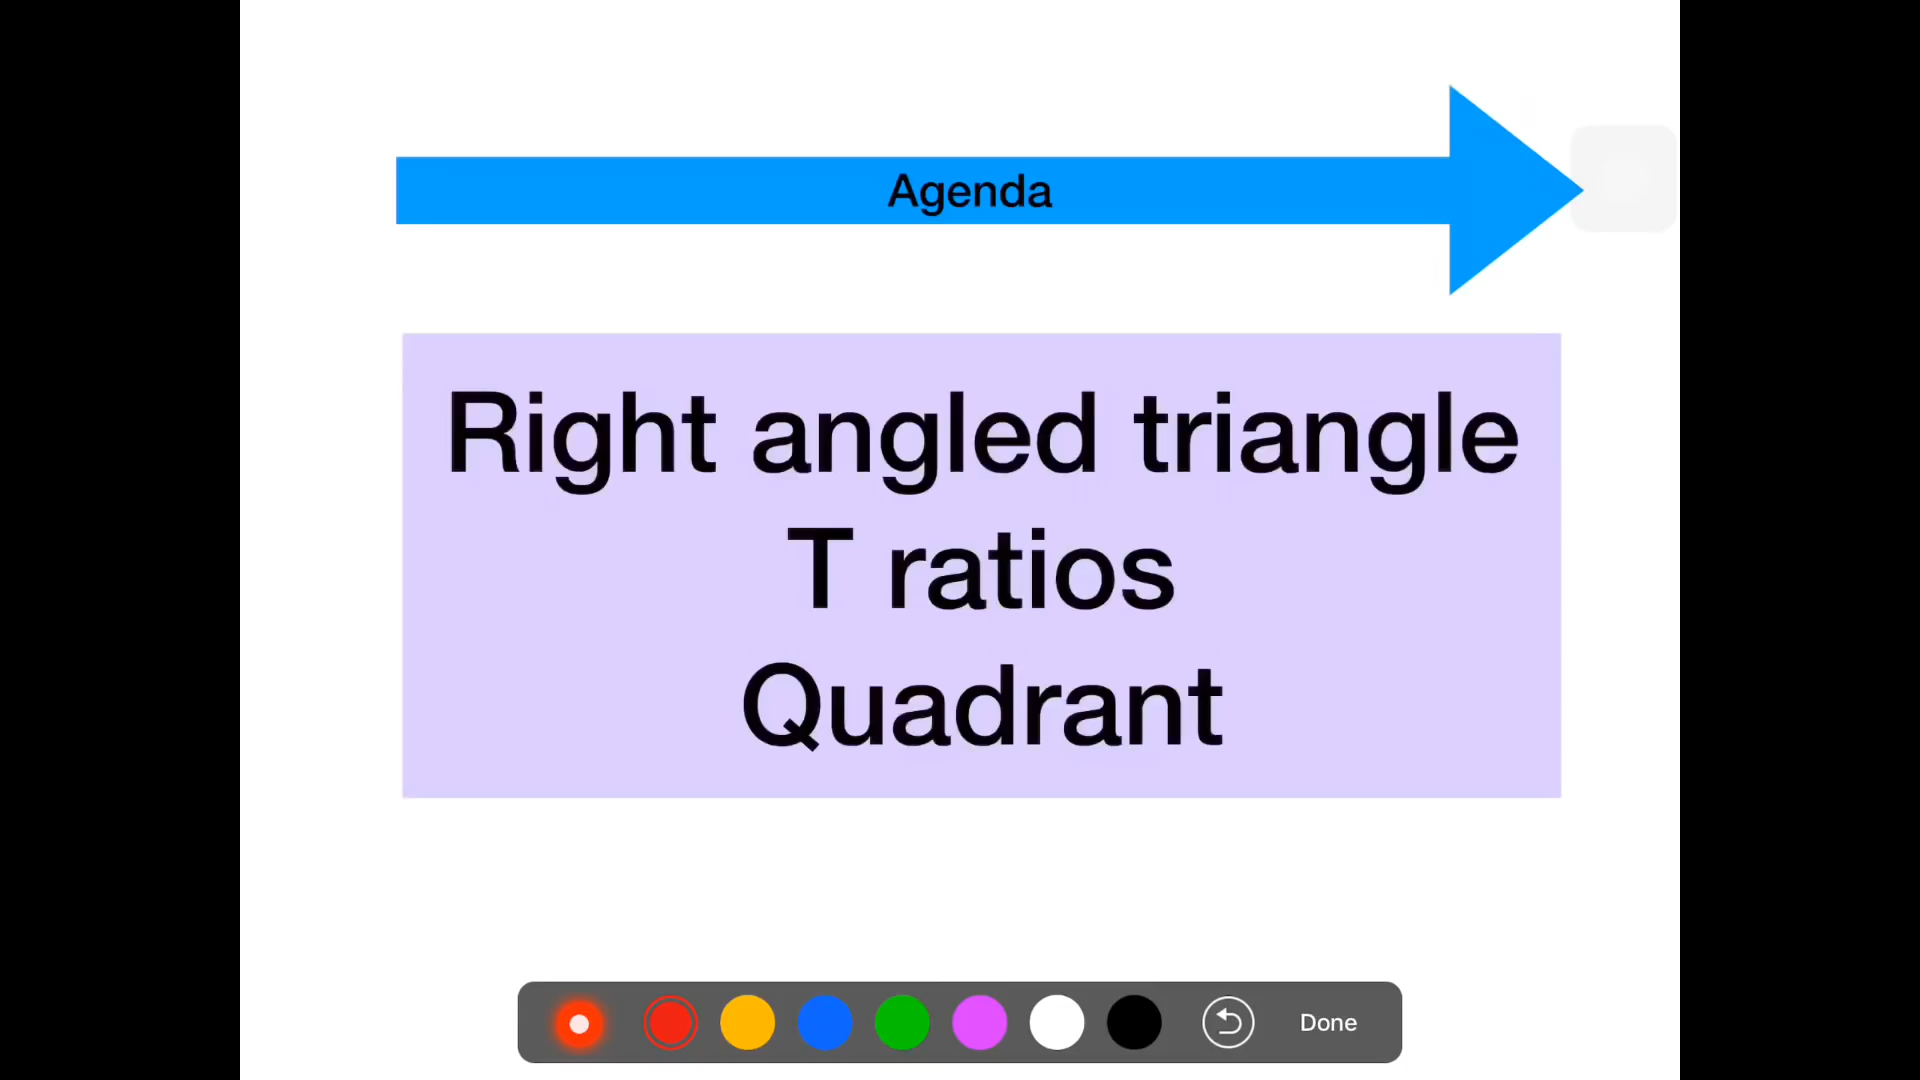 Agenda
Right angled triangle
T ratios
Quadrant
Done